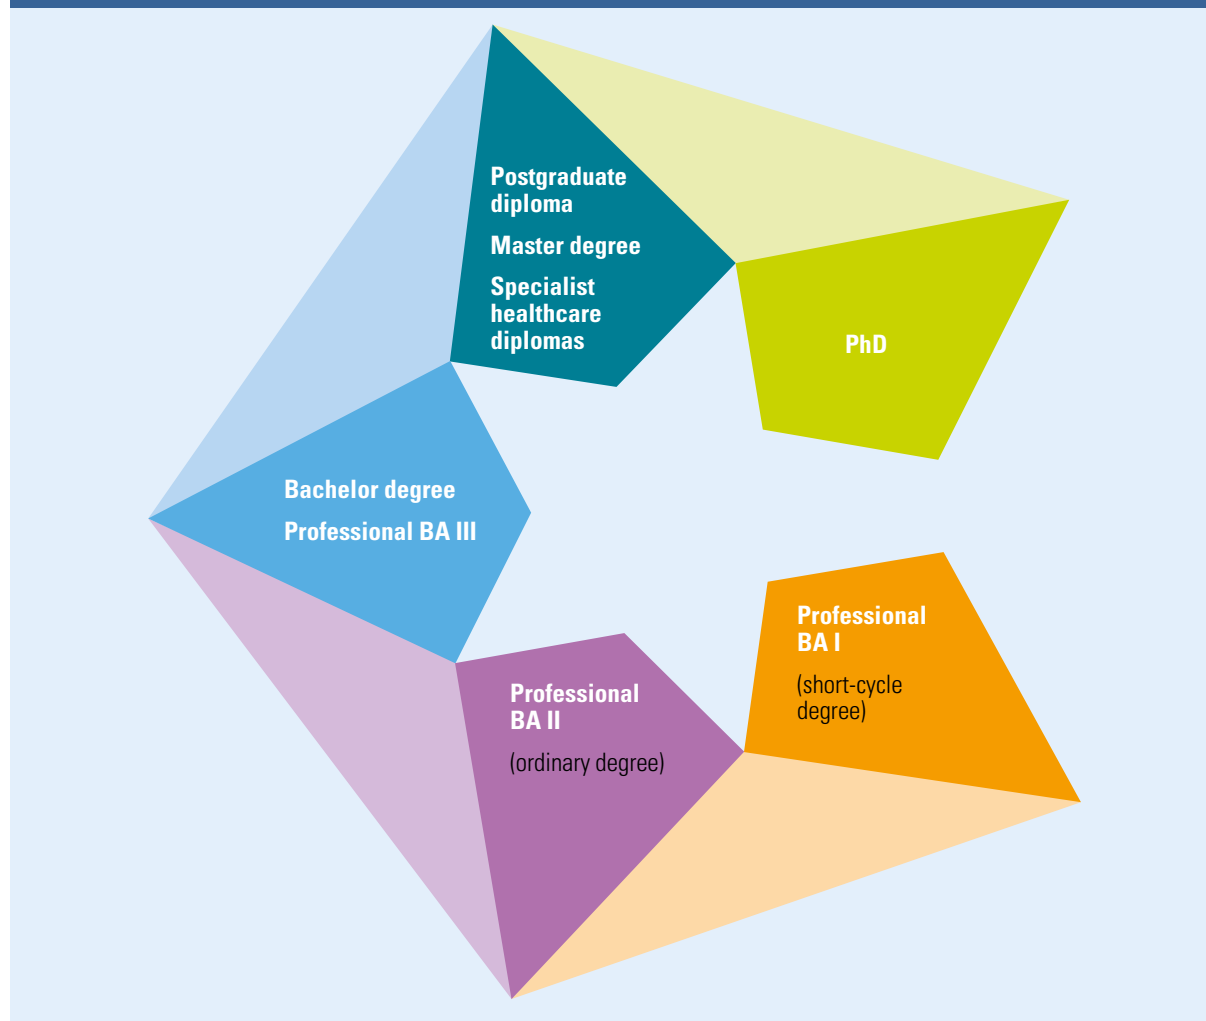 Postgraduate
diploma
Master degree
Specialist
healthcare
diplomas
PhD
Bachelor degree
Professional BA III
Professional
BA I
(short-cycle
degree)
Professional
BA II
(ordinary degree)